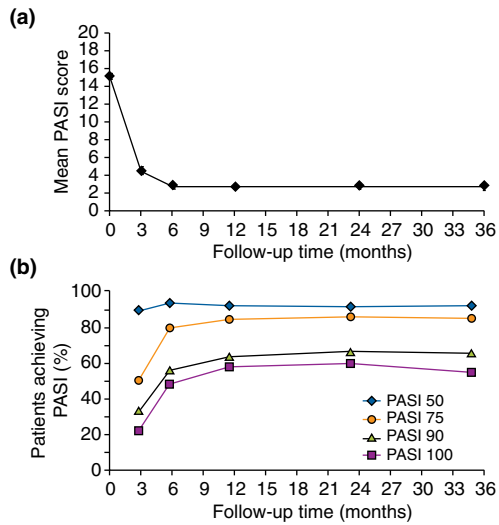 (a)
Mean PASI score
20
18
16
14
12
10
8
6
4
2
0
0 3 6 9 12 15 18 21 24 27 30 33 36
Follow-up time (months)
(b)
Patients achieving
PASI (%)
100
80
60
40
20
0
PASI 50
PASI 75
PASI 90
PASI 100
0 3 6 9 12 15 18 21 24 27 30 33 36
Follow-up time (months)